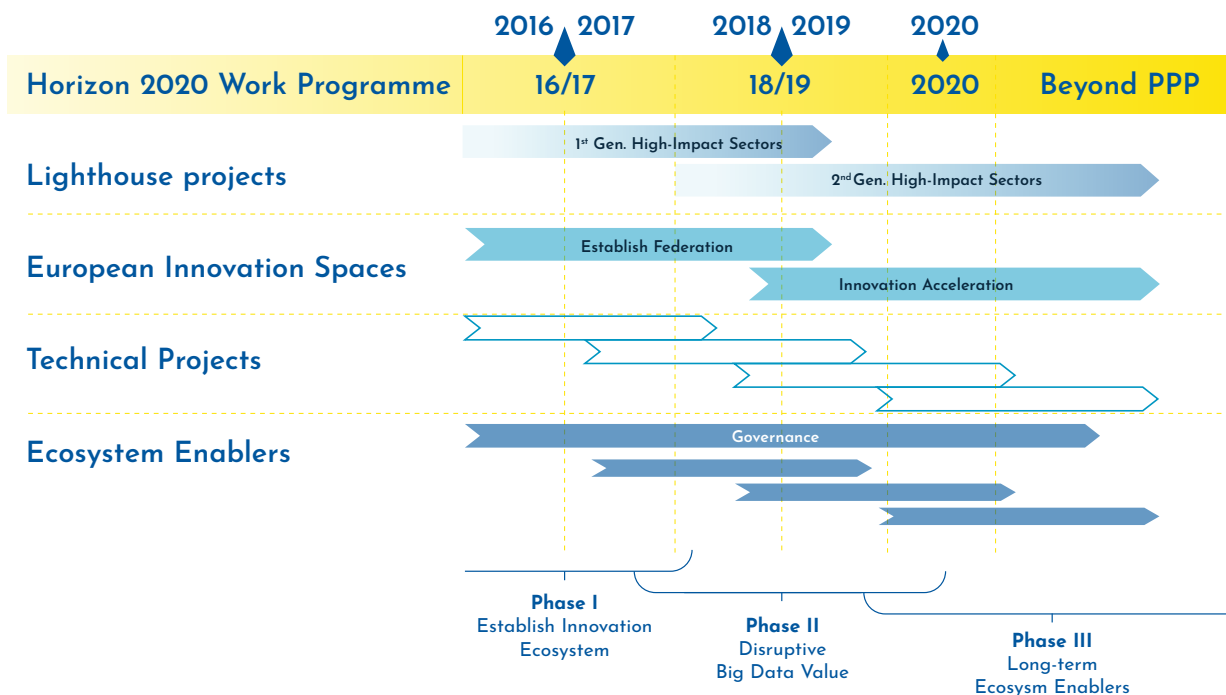 2016 2017 2018 2019 2020
Horizon 2020 Work Programme 16/17 18/19 2020 Beyond PPP
1st Gen. High-Impact Sectors
Lighthouse projects
2nd Gen. High-Impact Sectors
Establish Federation
European Innovation Spaces
Innovation Acceleration
Technical Projects
Governance
Ecosystem Enablers
Phase I
Establish Innovation
Ecosystem
Phase II
Disruptive
Big Data Value
Phase III
Long-term
Ecosysm Enablers